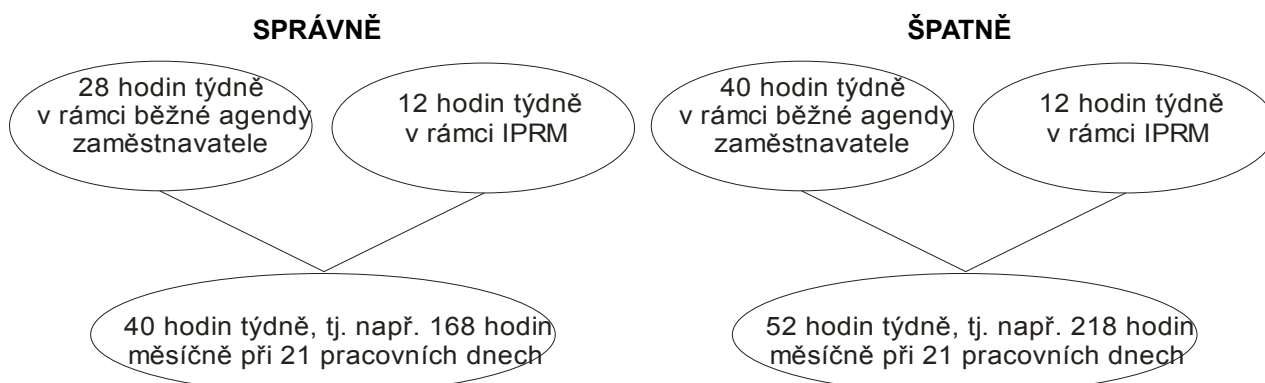 SPRÁVNĚ
28 hodin týdně
v rámci běžné agendy
zaměstnavatele
12 hodin týdně
v rámci IPRM
40 hodin týdně, tj. např. 168 hodin
měsíčně při 21 pracovních dnech
ŠPATNĚ
40 hodin týdně
v rámci běžné agendy
zaměstnavatele
12 hodin týdně
v rámci IPRM
52 hodin týdně, tj. např. 218 hodin
měsíčně při 21 pracovních dnech